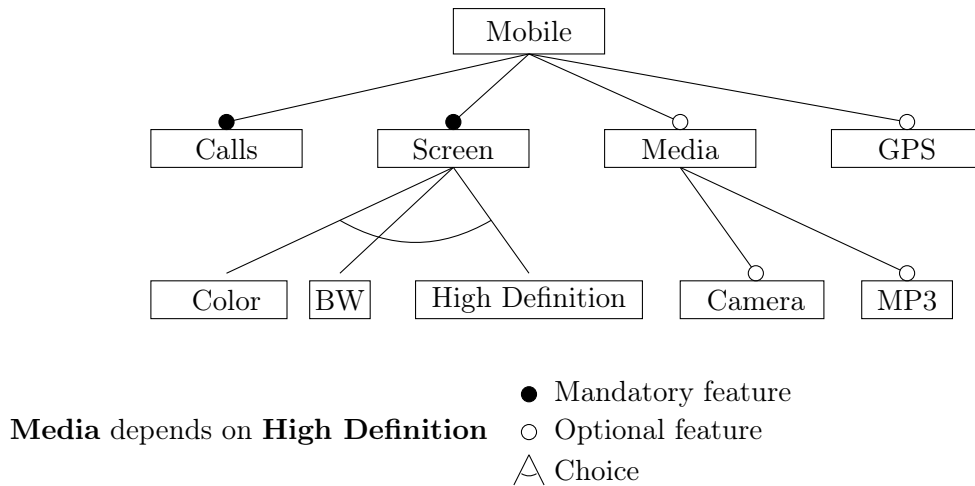 Mobile
Calls
Screen
Media
GPS
Color
BW
High Definition
Camera
MP3
Mandatory feature
Media depends on High Definition
Optional feature
Choice